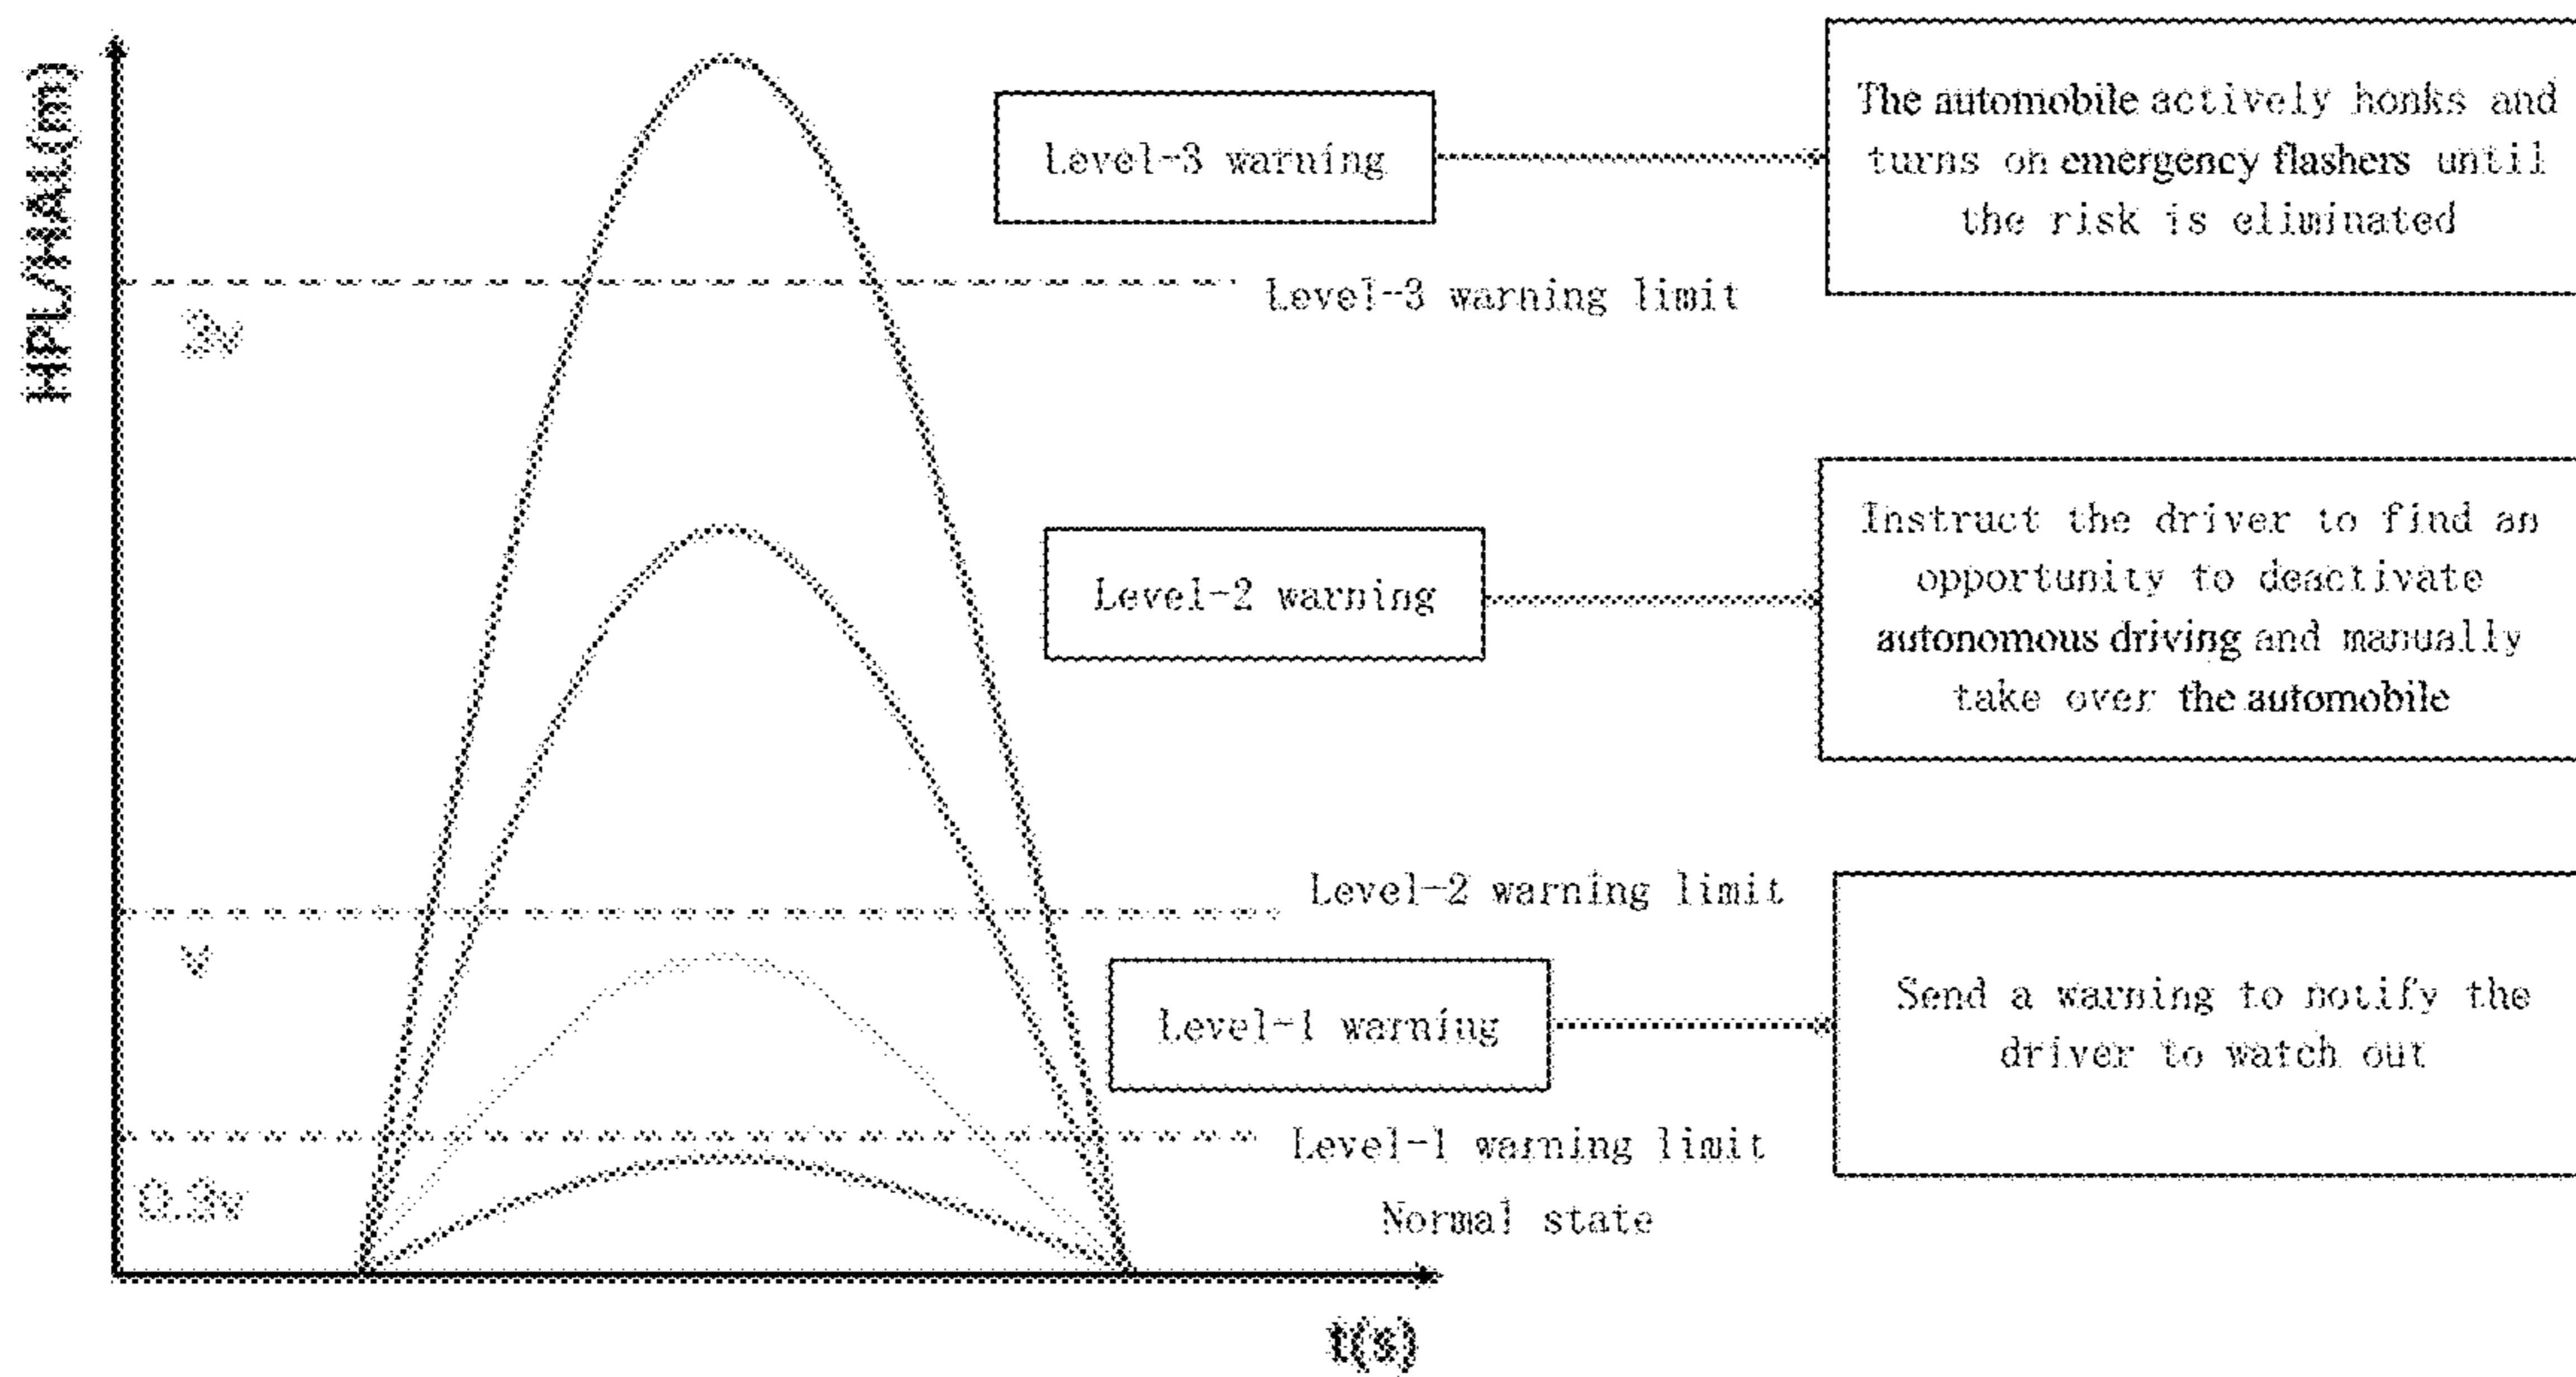 HPL/HAL(m)
Level-3 warning
The automobile actively honks and
turns on emergency flashers until
the risk is eliminated
Level-3 warning limit
Level-2 warning
Instruct the driver to find an
opportunity to deactivate
autonomous driving and manually
take over the automobile
Level-2 warning limit
v
Level-1 warning
Send a warning to notify the
driver to watch out
Level-1 warning limit
0.3v
Normal state
t(s)